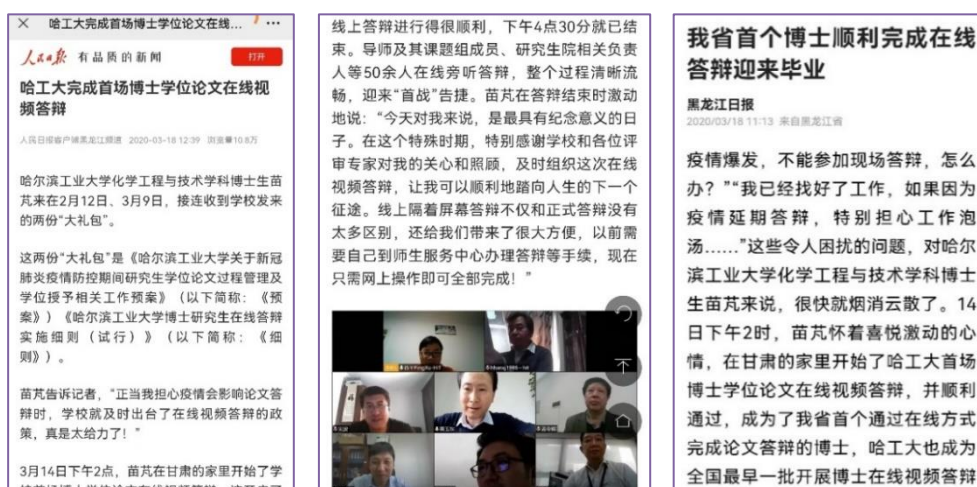 哈工大完成首场博士学位论文在线...
人民日报 有品质的新闻
打开
哈工大完成首场博士学位论文在线视
频答辩
人民日报客户端黑龙江频道 2020-03-18 12:39 浏览量10.8万
哈尔滨工业大学化学工程与技术学科博士生苗
芃来在2月12日、3月9日，接连收到学校发来
的两份“大礼包”。
这两份“大礼包”是《哈尔滨工业大学关于新冠
肺炎疫情防控期间研究生学位论文过程管理及
学位授予相关工作预案》（以下简称：《预
案》）《哈尔滨工业大学博士研究生在线答辩
实施细则（试行）》（以下简称：《细
则》）。
苗芃告诉记者，“正当我担心疫情会影响论文答
辩时，学校就及时出台了在线视频答辩的政
策，真是太给力了！”
3月14日下午2点，苗芃在甘肃的家里开始了学
线上答辩进行得很顺利，下午4点30分就已结
束。导师及其课题组成员、研究生院相关负责
人等50余人在线旁听答辩，整个过程清晰流
畅，迎来“首战”告捷。苗芃在答辩结束时激动
地说：“今天对我来说，是最具有纪念意义的日
子。在这个特殊时期，特别感谢学校和各位评
审专家对我的关心和照顾，及时组织这次在线
视频答辩，让我可以顺利地踏向人生的下一个
征途。线上隔着屏幕答辩不仅和正式答辩没有
太多区别，还给我们带来了很大方便，以前需
要自己到师生服务中心办理答辩等手续，现在
只需网上操作即可全部完成！”
我省首个博士顺利完成在线
答辩迎来毕业
黑龙江日报
2020/03/18 11:13 来自黑龙江省
疫情爆发，不能参加现场答辩，怎么
办？”“我已经找好了工作，如果因为
疫情延期答辩，特别担心工作泡
汤……”这些令人困扰的问题，对哈尔
滨工业大学化学工程与技术学科博士
生苗芃来说，很快就烟消云散了。14
日下午2时，苗芃怀着喜悦激动的心
情，在甘肃的家里开始了哈工大首场
博士学位论文在线视频答辩，并顺利
通过，成为了我省首个通过在线方式
完成论文答辩的博士，哈工大也成为
全国最早一批开展博士在线视频答辩